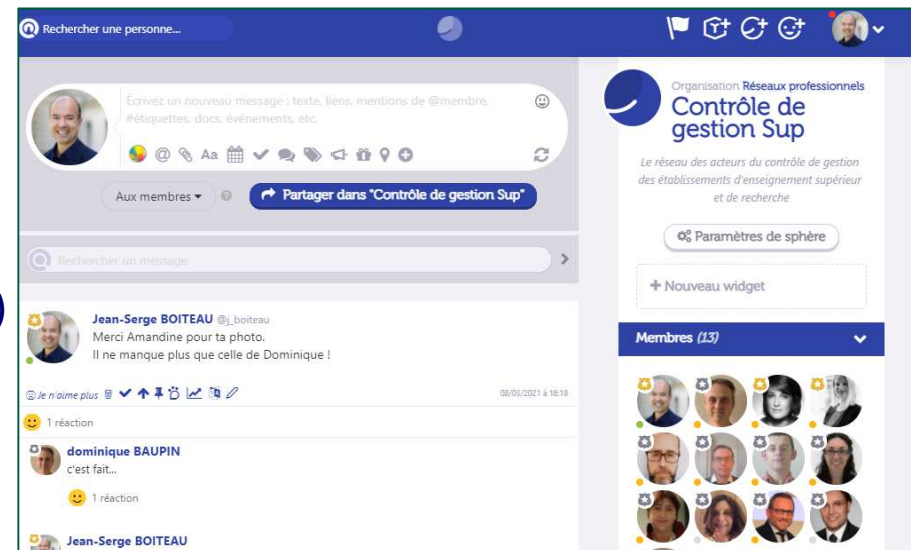 Rechercher une personne...
Écrivez un nouveau message : texte, liens, mentions de @membre,
#étiquettes, docs, événements, etc.
Aa
Aux membres
Partager dans "Contrôle de gestion Sup"
Rechercher un message
Jean-Serge BOITEAU @j_boiteau
Merci Amandine pour ta photo.
Il ne manque plus que celle de Dominique !
Je n'aime plus
08/03/2021 à 16:18
1 réaction
dominique BAUPIN
c'est fait...
1 réaction
Jean-Serge BOITEAU
Organisation Réseaux professionnels
Contrôle de
gestion Sup
Le réseau des acteurs du contrôle de gestion
des établissements d'enseignement supérieur
et de recherche
Paramètres de sphère
+ Nouveau widget
Membres (13)